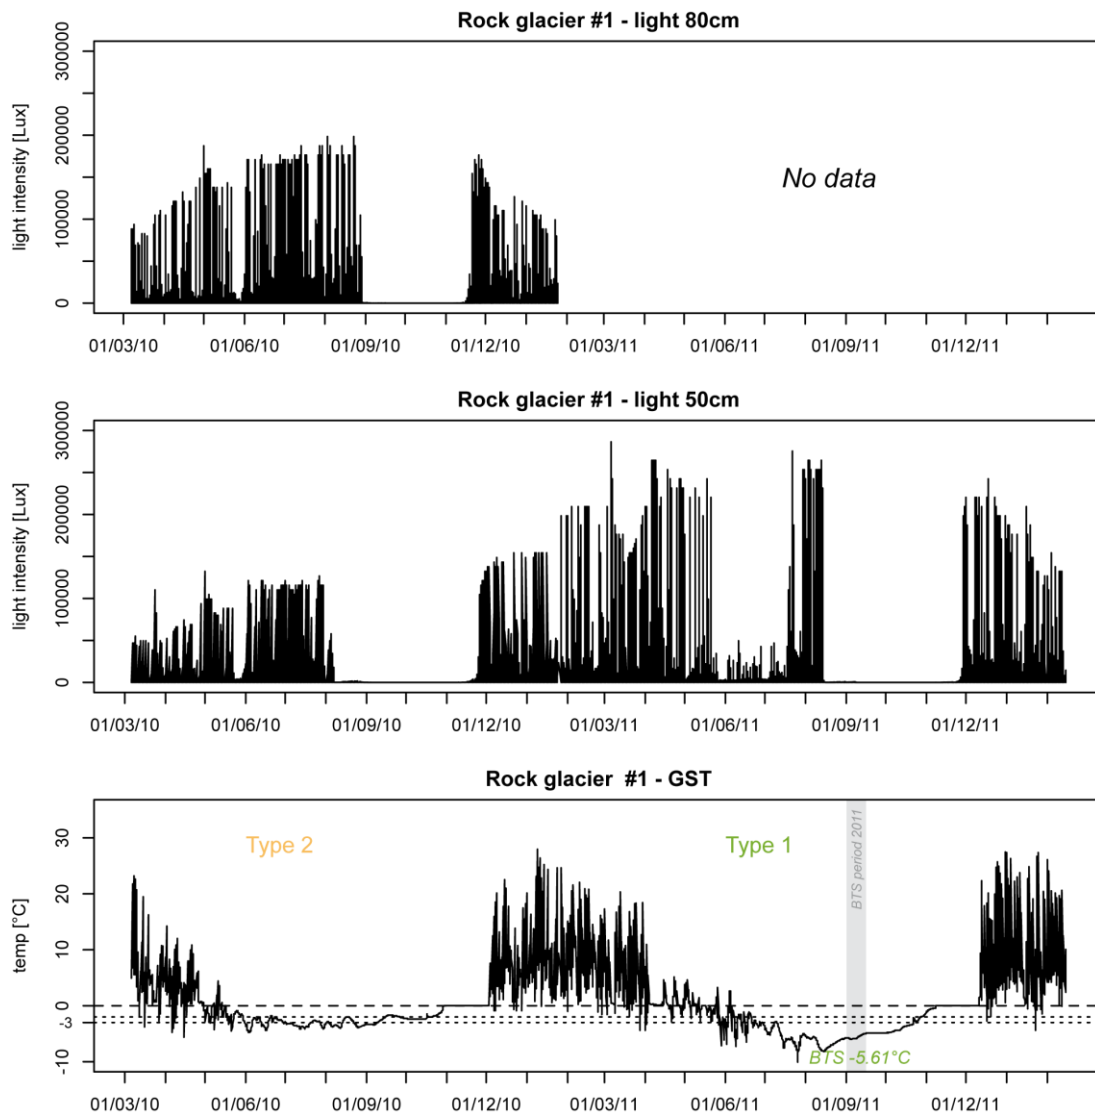 Rock glacier #1 - light 80cm
light intensity [Lux]
300000
200000
100000
0
No data
01/03/10 01/06/10 01/09/10 01/12/10 01/03/11 01/06/11 01/09/11 01/12/11
Rock glacier #1 - light 50cm
light intensity [Lux]
300000
200000
100000
0
01/03/10 01/06/10 01/09/10 01/12/10 01/03/11 01/06/11 01/09/11 01/12/11
Rock glacier #1 - GST
temp [°C]
30
20
10
0
-3
-10
Type 2
Type 1
BTS period 2011
BTS -5.61°C
01/03/10 01/06/10 01/09/10 01/12/10 01/03/11 01/06/11 01/09/11 01/12/11